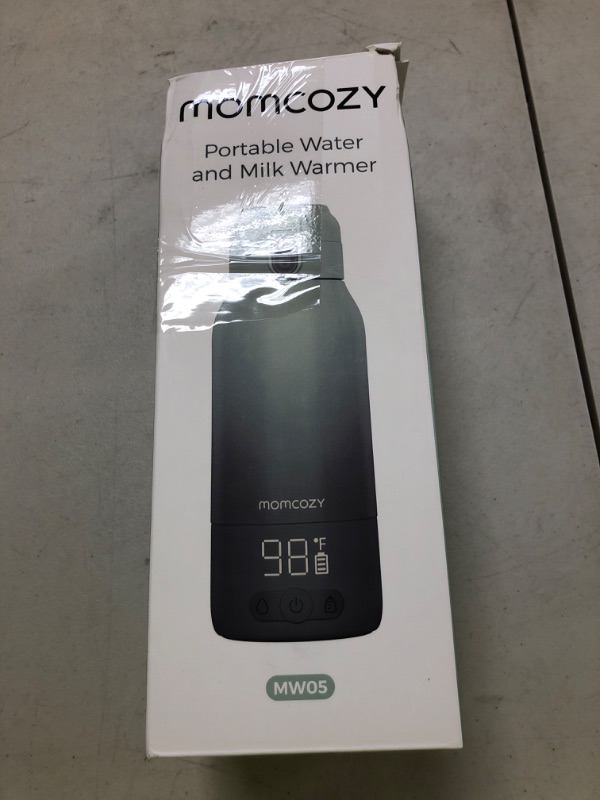 momcozy
Portable Water
and Milk Warmer
momcozy
98°F
MW05